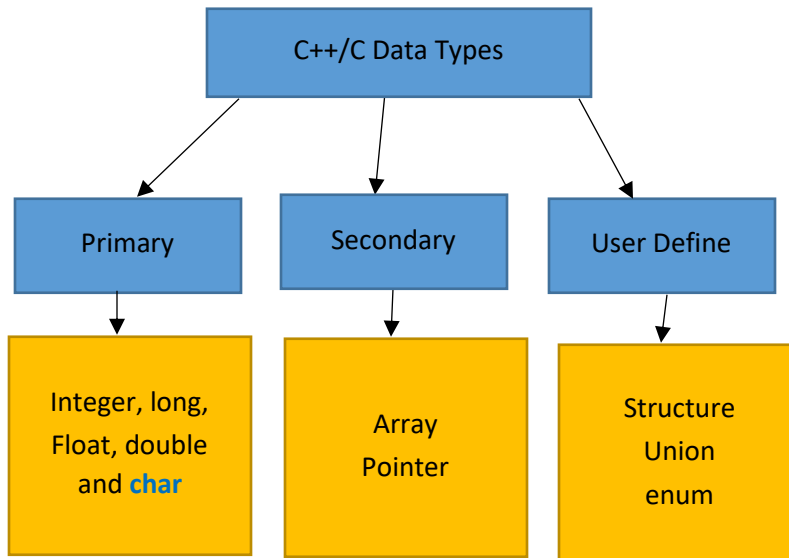 C++/C Data Types
Primary
Secondary
User Define
Integer, long,
Float, double
and char
Array
Pointer
Structure
Union
enum